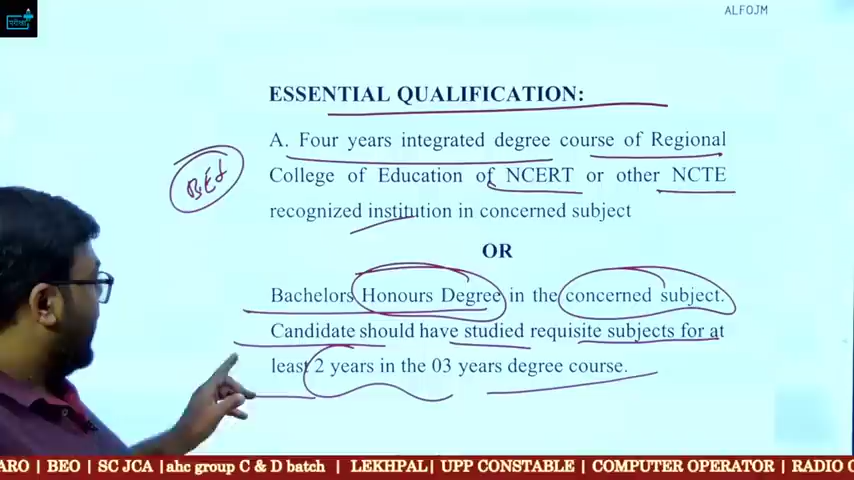 परीक्षा
ALFOJM
ESSENTIAL QUALIFICATION:
A. Four years integrated degree course of Regional
College of Education of NCERT or other NCTE
BEd
recognized institution in concerned subject
OR
Bachelors Honours Degree in the concerned subject.
Candidate should have studied requisite subjects for at
least 2 years in the 03 years degree course.
ARO | BEO | SC JCA |ahc group C & D batch | LEKHPAL| UPP CONSTABLE | COMPUTER OPERATOR | RADIO O